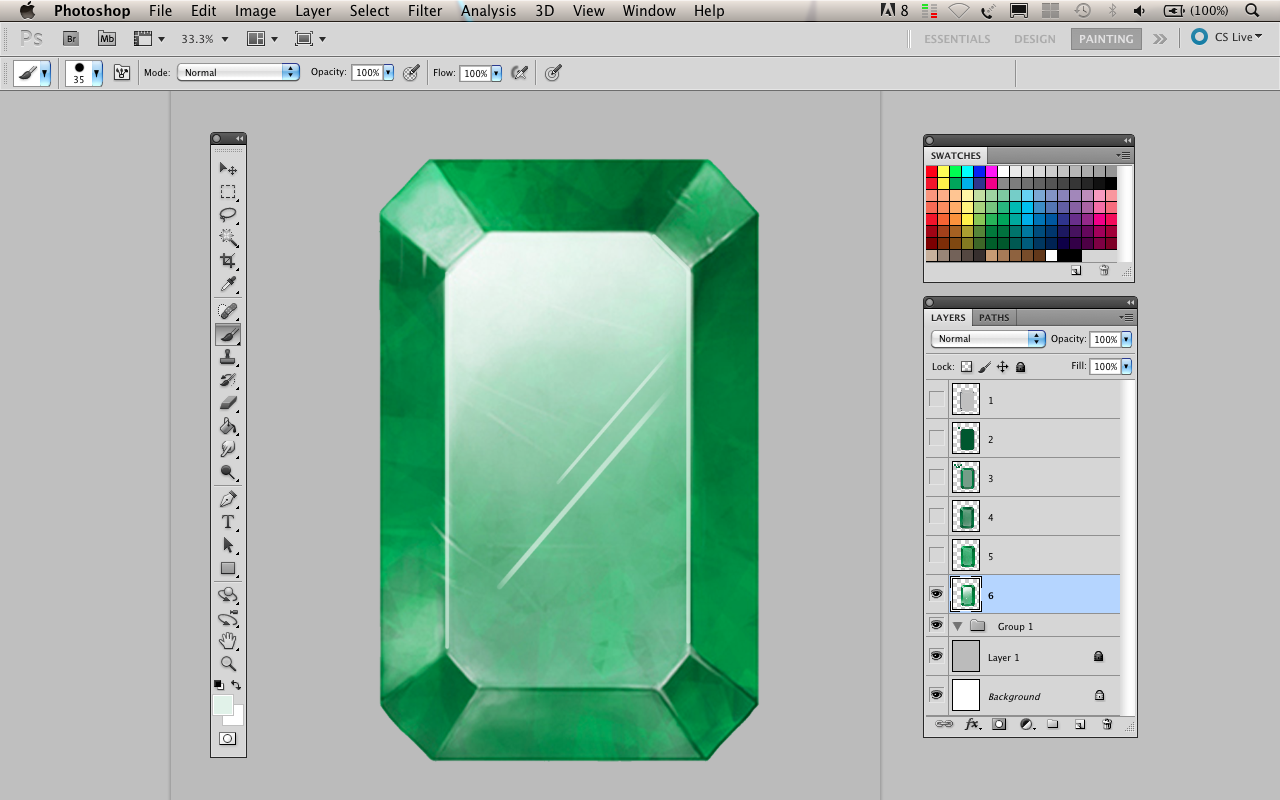 Photoshop File Edit Image Layer Select Filter Analysis 3D View Window Help 8 (100%)
Ps Br Mb 33.3% ESSENTIALS DESIGN PAINTING CS Live
35 Mode: Normal Opacity: 100% Flow: 100%
SWATCHES
LAYERS PATHS
Normal Opacity: 100%
Lock: Fill: 100%
1
2
3
4
5
6
Group 1
Layer 1
Background
T
fx